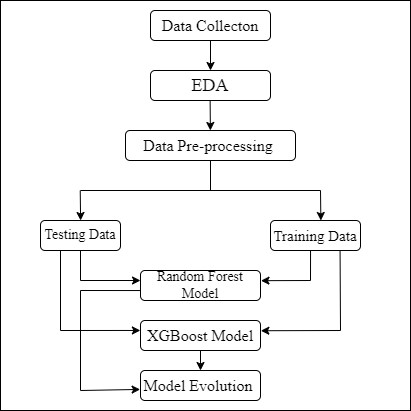 Data Collecton
EDA
Data Pre-processing
Testing Data
Training Data
Random Forest
Model
XGBoost Model
Model Evolution